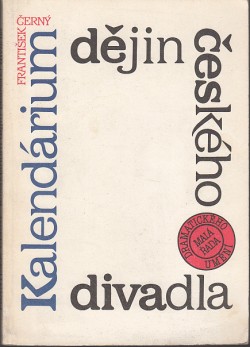 FRANTIŠEK ČERNÝ
Kalendárium
dějin
českého
divadla
MALÁ
ŘADA
DRAMATICKÉHO
UMĚNÍ